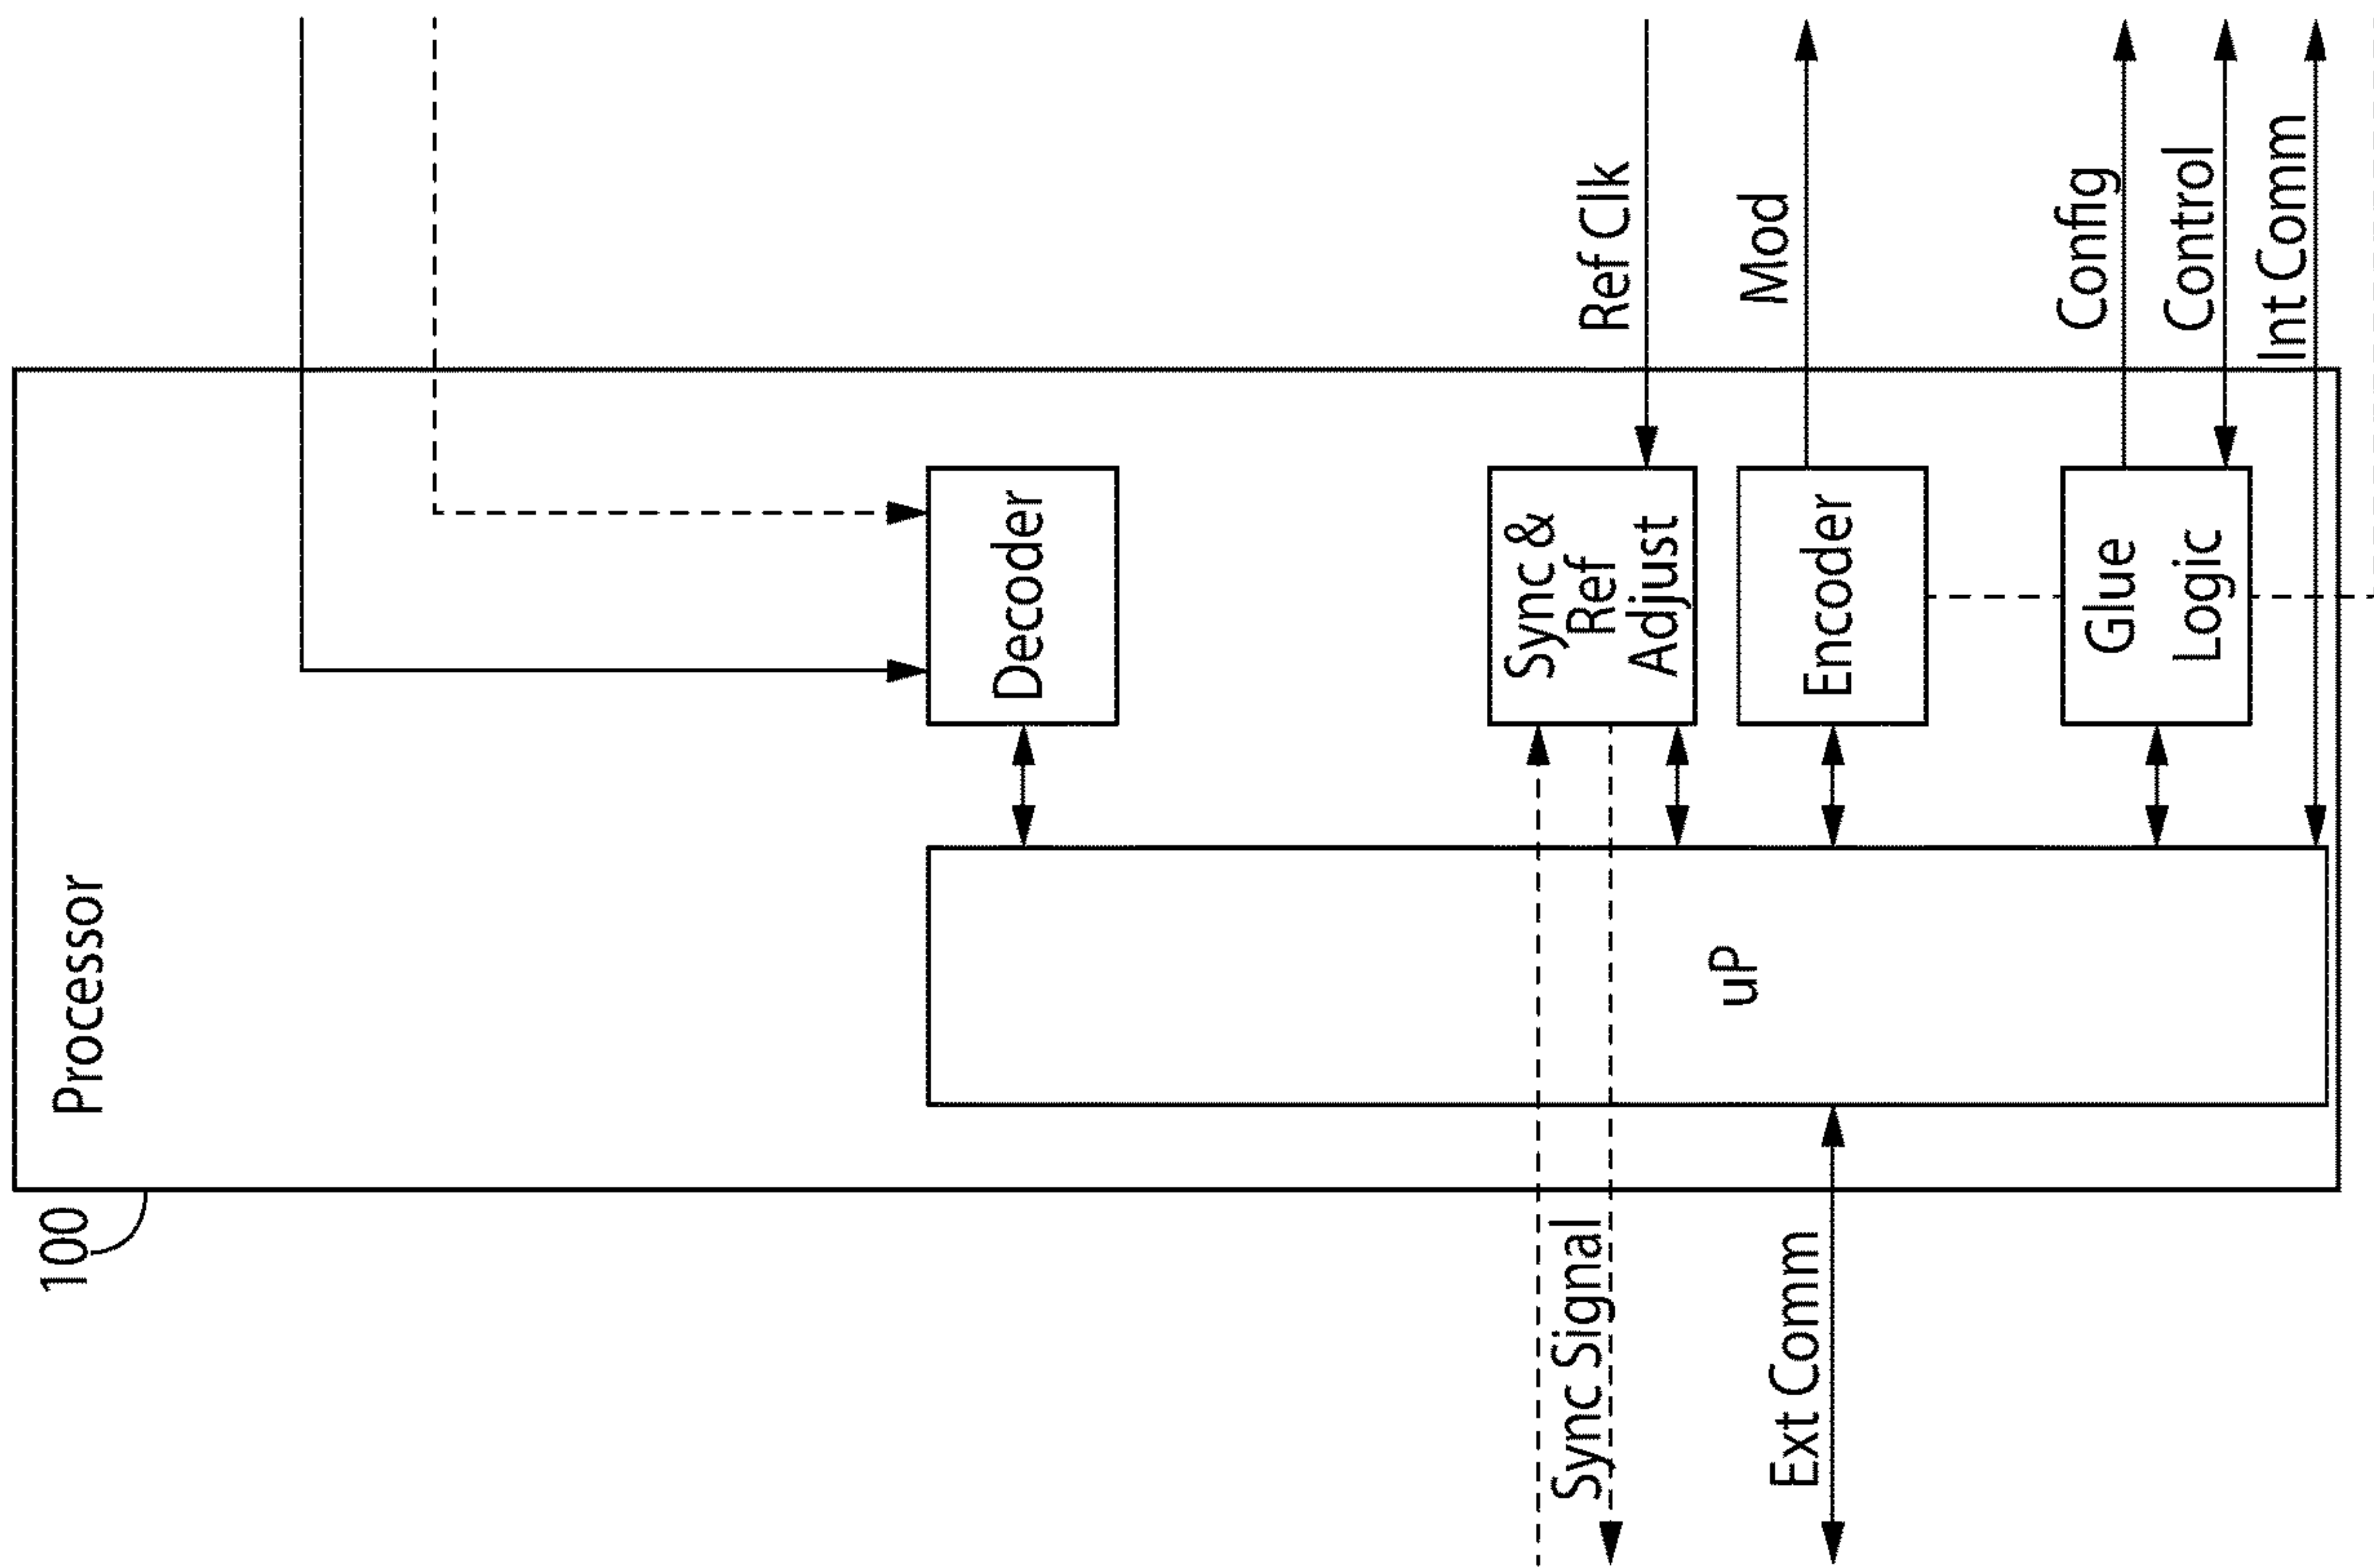 100
Processor
Decoder
Sync &
Ref
Adjust
Encoder
Glue
Logic
uP
Sync Signal
Ext Comm
Ref Clk
Mod
Config
Control
Int Comm